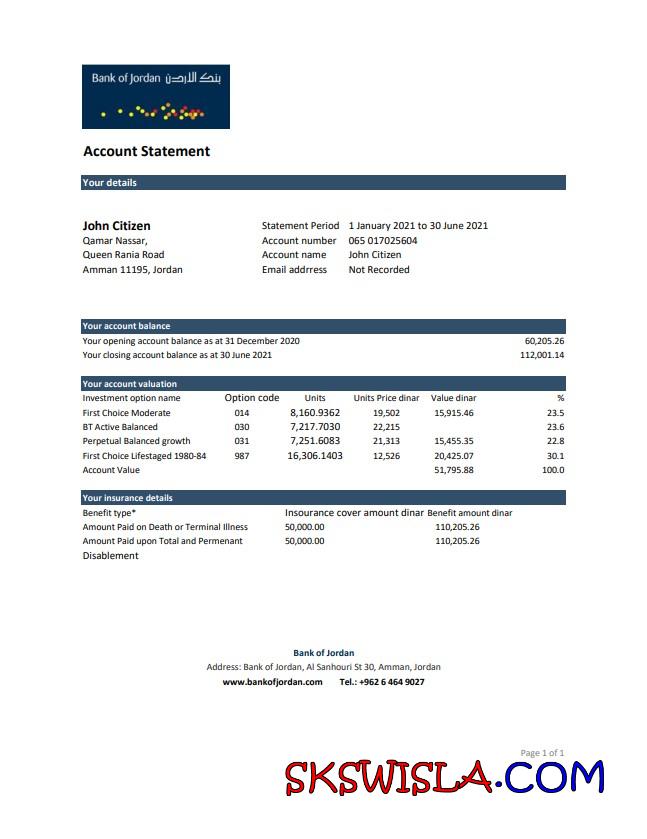 Bank of Jordan بنك الاردن
Account Statement
Your details
John Citizen
Qamar Nassar,
Queen Rania Road
Amman 11195, Jordan
Statement Period 1 January 2021 to 30 June 2021
Account number 065 017025604
Account name John Citizen
Email addrress Not Recorded
Your account balance
Your opening account balance as at 31 December 2020 60,205.26
Your closing account balance as at 30 June 2021 112,001.14
Your account valuation
Investment option name Option code Units Units Price dinar Value dinar %
First Choice Moderate 014 8,160.9362 19,502 15,915.46 23.5
BT Active Balanced 030 7,217.7030 22,215 23.6
Perpetual Balanced growth 031 7,251.6083 21,313 15,455.35 22.8
First Choice Lifestaged 1980-84 987 16,306.1403 12,526 20,425.07 30.1
Account Value 51,795.88 100.0
Your insurance details
Benefit type* Insourance cover amount dinar Benefit amount dinar
Amount Paid on Death or Terminal Illness 50,000.00 110,205.26
Amount Paid upon Total and Permenant 50,000.00 110,205.26
Disablement
Bank of Jordan
Address: Bank of Jordan, Al Sanhouri St 30, Amman, Jordan
www.bankofjordan.com Tel.: +962 6 464 9027
Page 1 of 1
SKSWISLA.COM